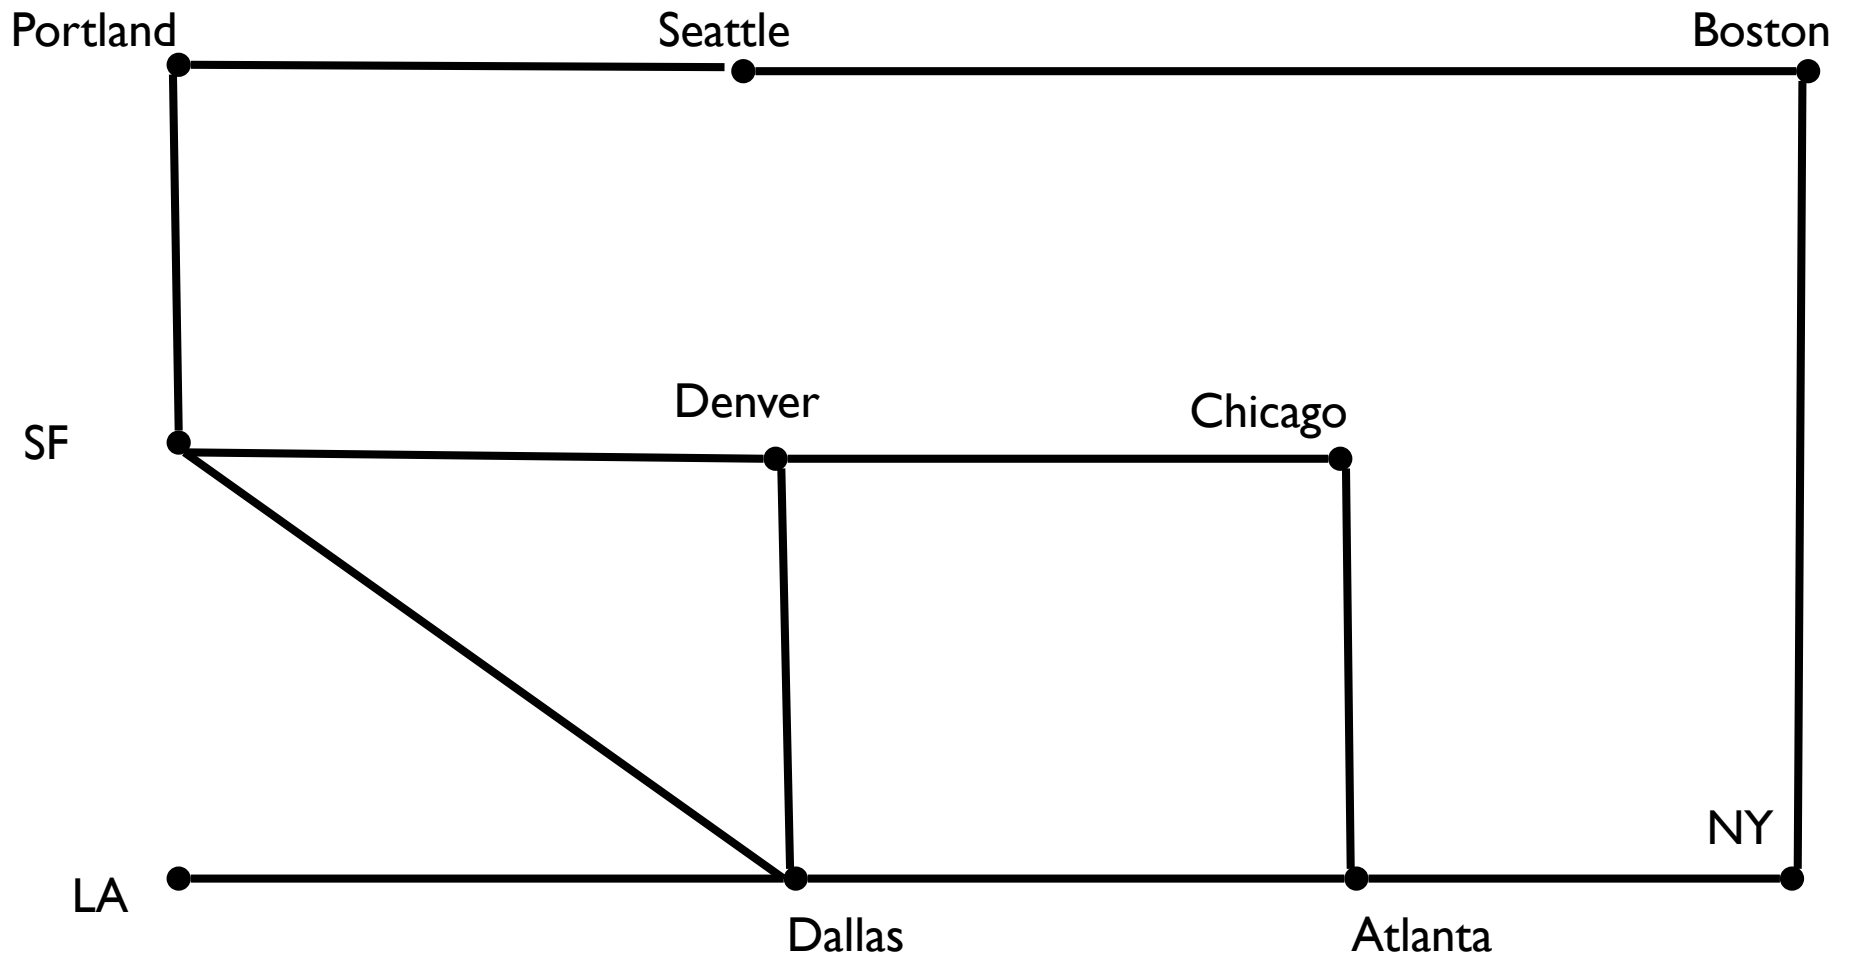 Portland
Seattle
Boston
Denver
Chicago
SF
NY
LA
Dallas
Atlanta